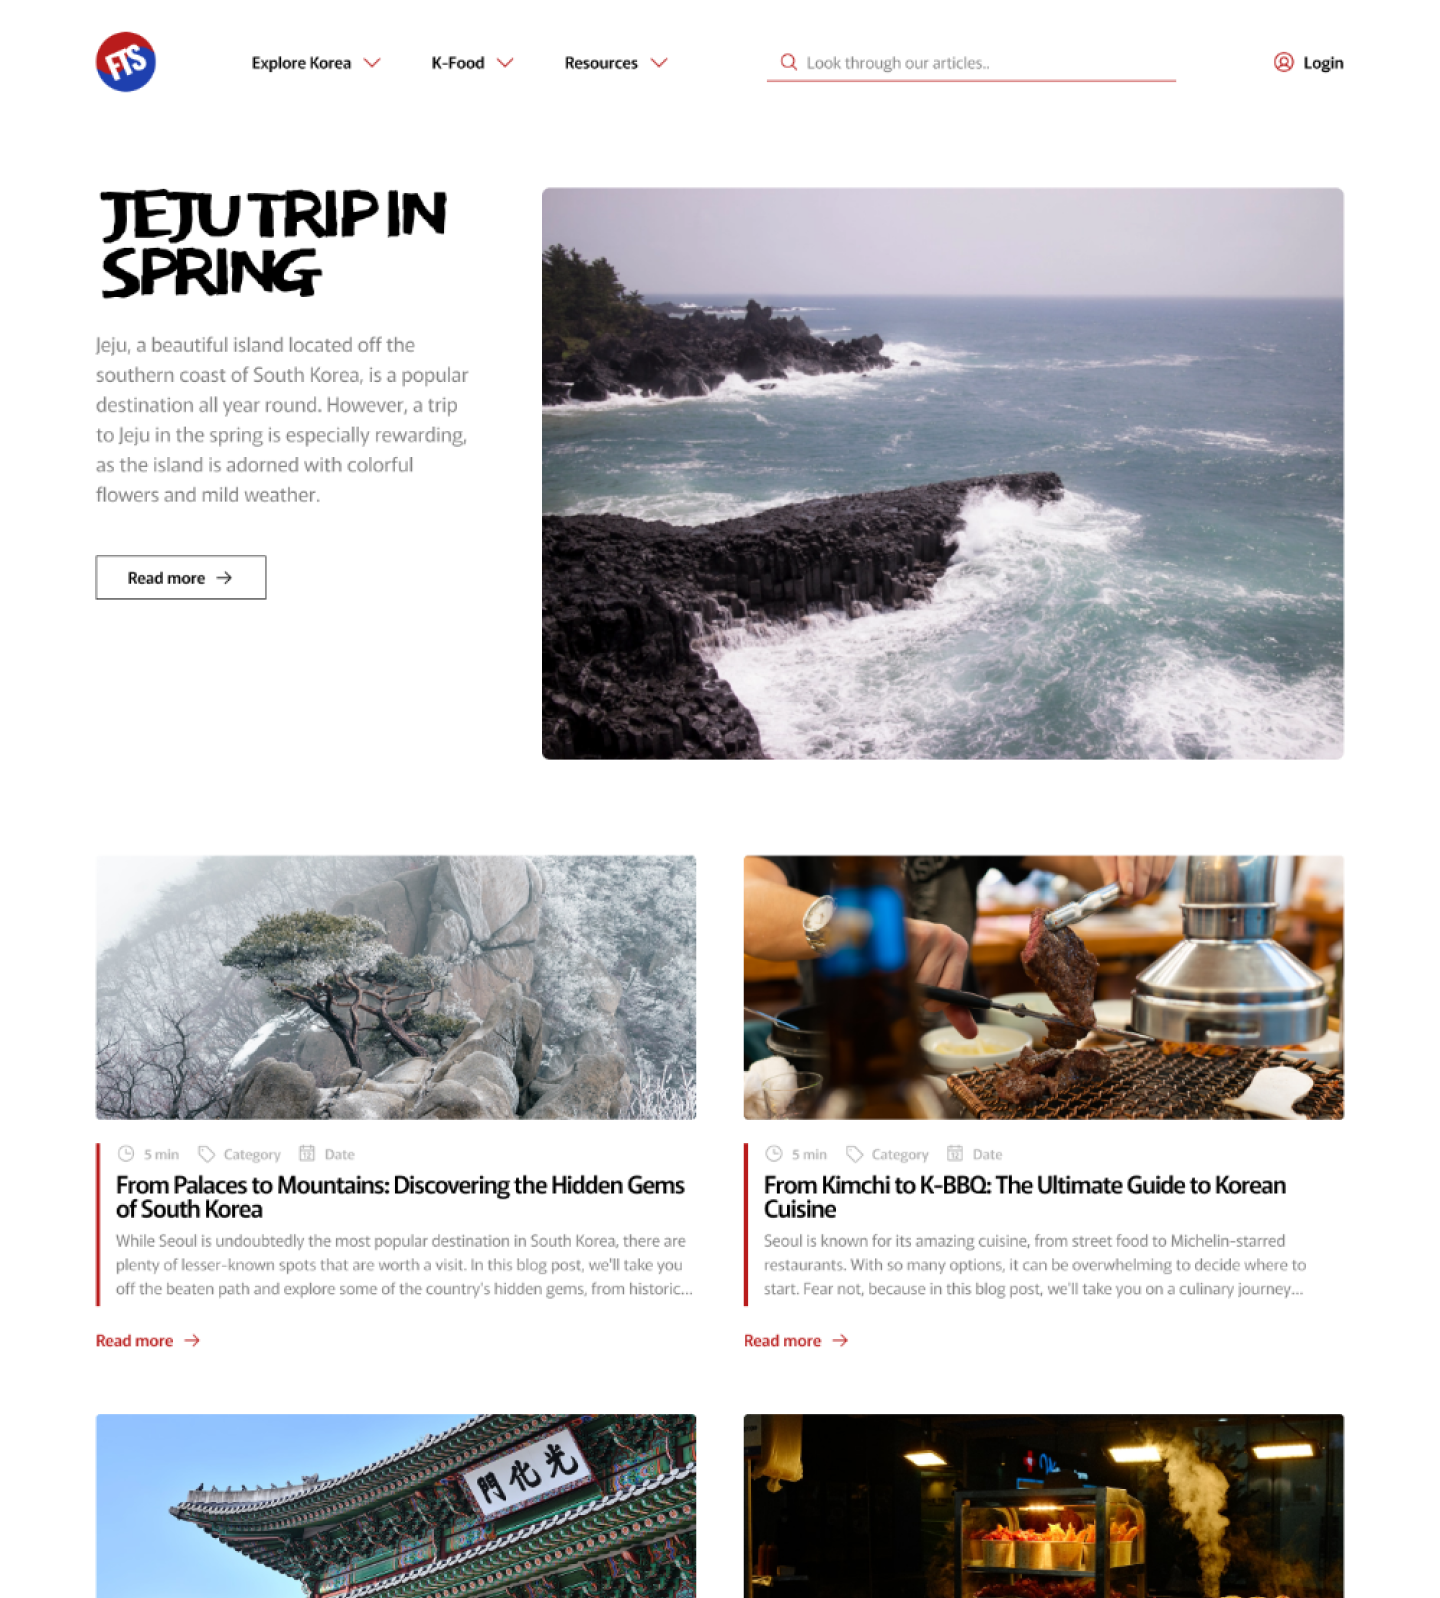 FTS
Explore Korea
K-Food
Resources
Look through our articles..
Login
JEJU TRIP IN
SPRING
Jeju, a beautiful island located off the
southern coast of South Korea, is a popular
destination all year round. However, a trip
to Jeju in the spring is especially rewarding,
as the island is adorned with colorful
flowers and mild weather.
Read more
5 min
Category
12
Date
From Palaces to Mountains: Discovering the Hidden Gems
of South Korea
While Seoul is undoubtedly the most popular destination in South Korea, there are
plenty of lesser-known spots that are worth a visit. In this blog post, we'll take you
off the beaten path and explore some of the country's hidden gems, from historic...
Read more
5 min
Category
12
Date
From Kimchi to K-BBQ: The Ultimate Guide to Korean
Cuisine
Seoul is known for its amazing cuisine, from street food to Michelin-starred
restaurants. With so many options, it can be overwhelming to decide where to
start. Fear not, because in this blog post, we'll take you on a culinary journey...
Read more
門化光